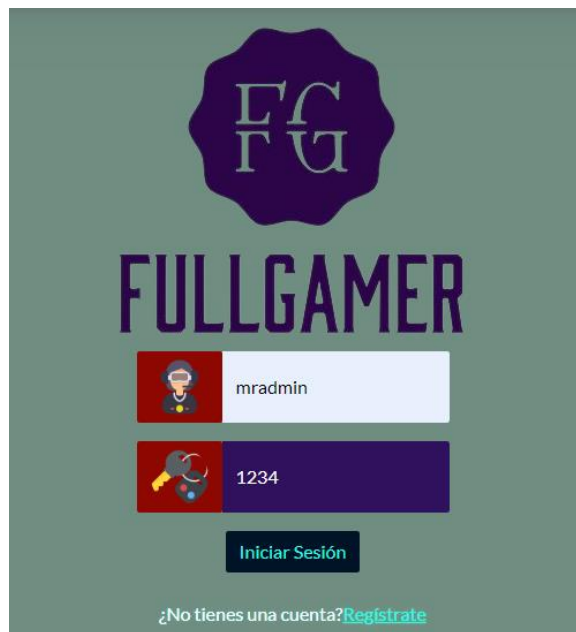 FG
FULLGAMER
mradmin
1234
Iniciar Sesión
¿No tienes una cuenta?Regístrate